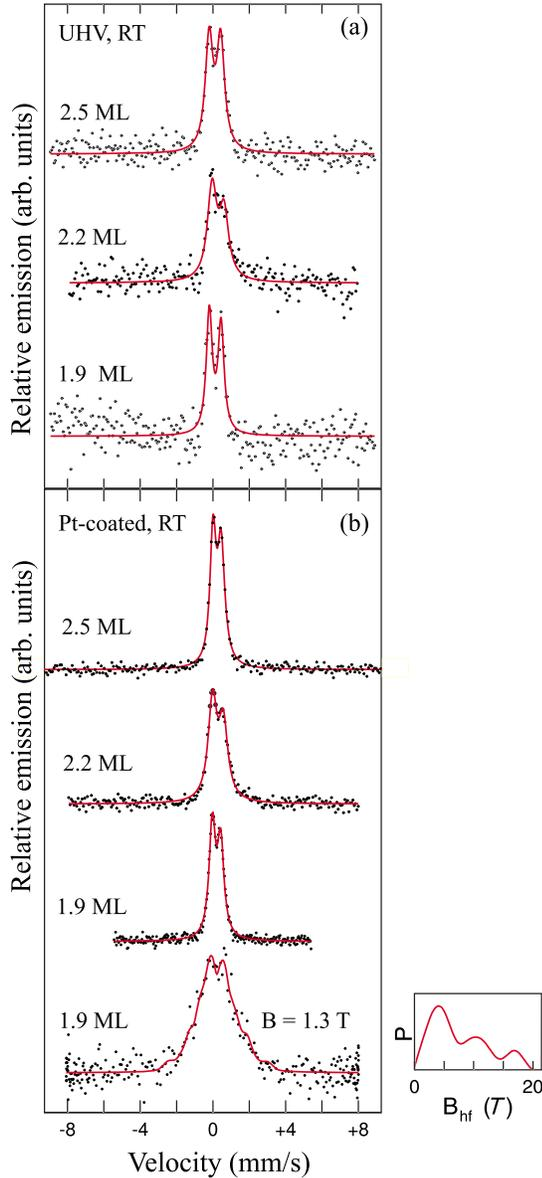 UHV, RT
(a)
2.5 ML
2.2 ML
1.9 ML
Relative emission (arb. units)
Pt-coated, RT
(b)
2.5 ML
2.2 ML
1.9 ML
1.9 ML
B = 1.3 T
Relative emission (arb. units)
-8 -4 0 +4 +8
Velocity (mm/s)
P
0 10 20
Bhf (T)